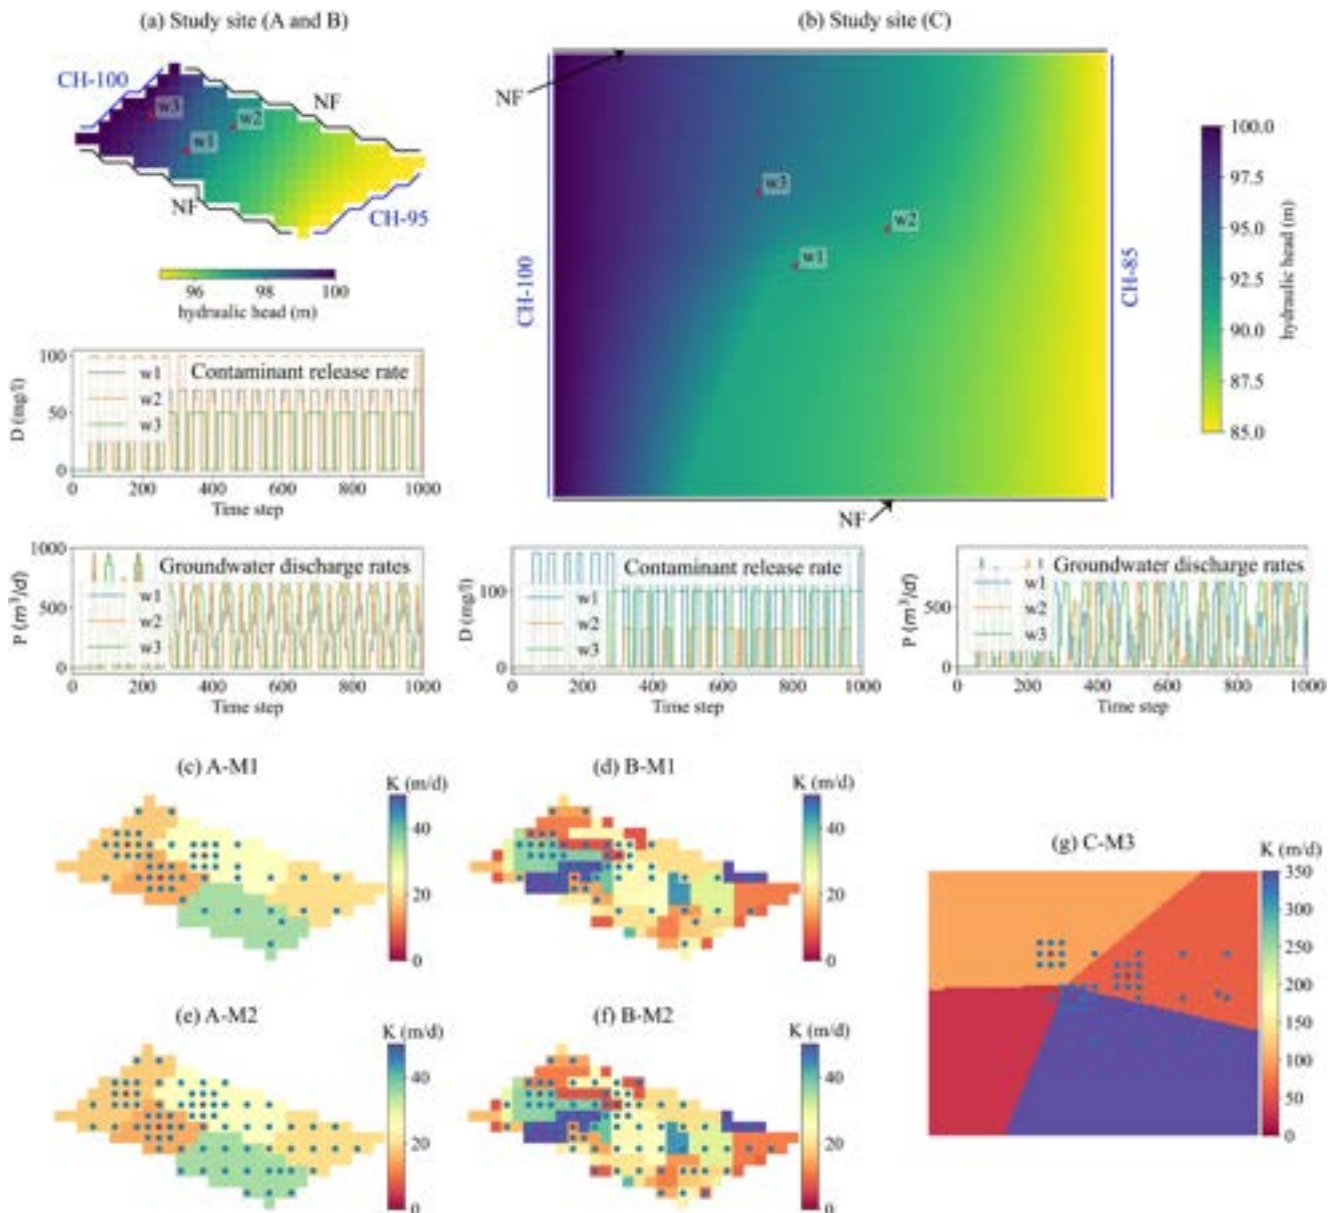 (a) Study site (A and B)
CH-100
NF
w3
w2
w1
NF
CH-95
96 98 100
hydraulic head (m)
(b) Study site (C)
NF
CH-100
w3
w2
w1
CH-85
NF
100.0
97.5
95.0
92.5
90.0
87.5
85.0
hydraulic head (m)
Contaminant release rate
w1
w2
w3
D (mg/l)
100
50
0
0 200 400 600 800 1000
Time step
Groundwater discharge rates
w1
w2
w3
P (m³/d)
1000
500
0
0 200 400 600 800 1000
Time step
Contaminant release rate
w1
w2
w3
D (mg/l)
100
0
0 200 400 600 800 1000
Time step
Groundwater discharge rates
w1
w2
w3
P (m³/d)
500
0
0 200 400 600 800 1000
Time step
(c) A-M1
K (m/d)
40
20
0
(d) B-M1
K (m/d)
40
20
0
(e) A-M2
K (m/d)
40
20
0
(f) B-M2
K (m/d)
40
20
0
(g) C-M3
K (m/d)
350
300
250
200
150
100
50
0